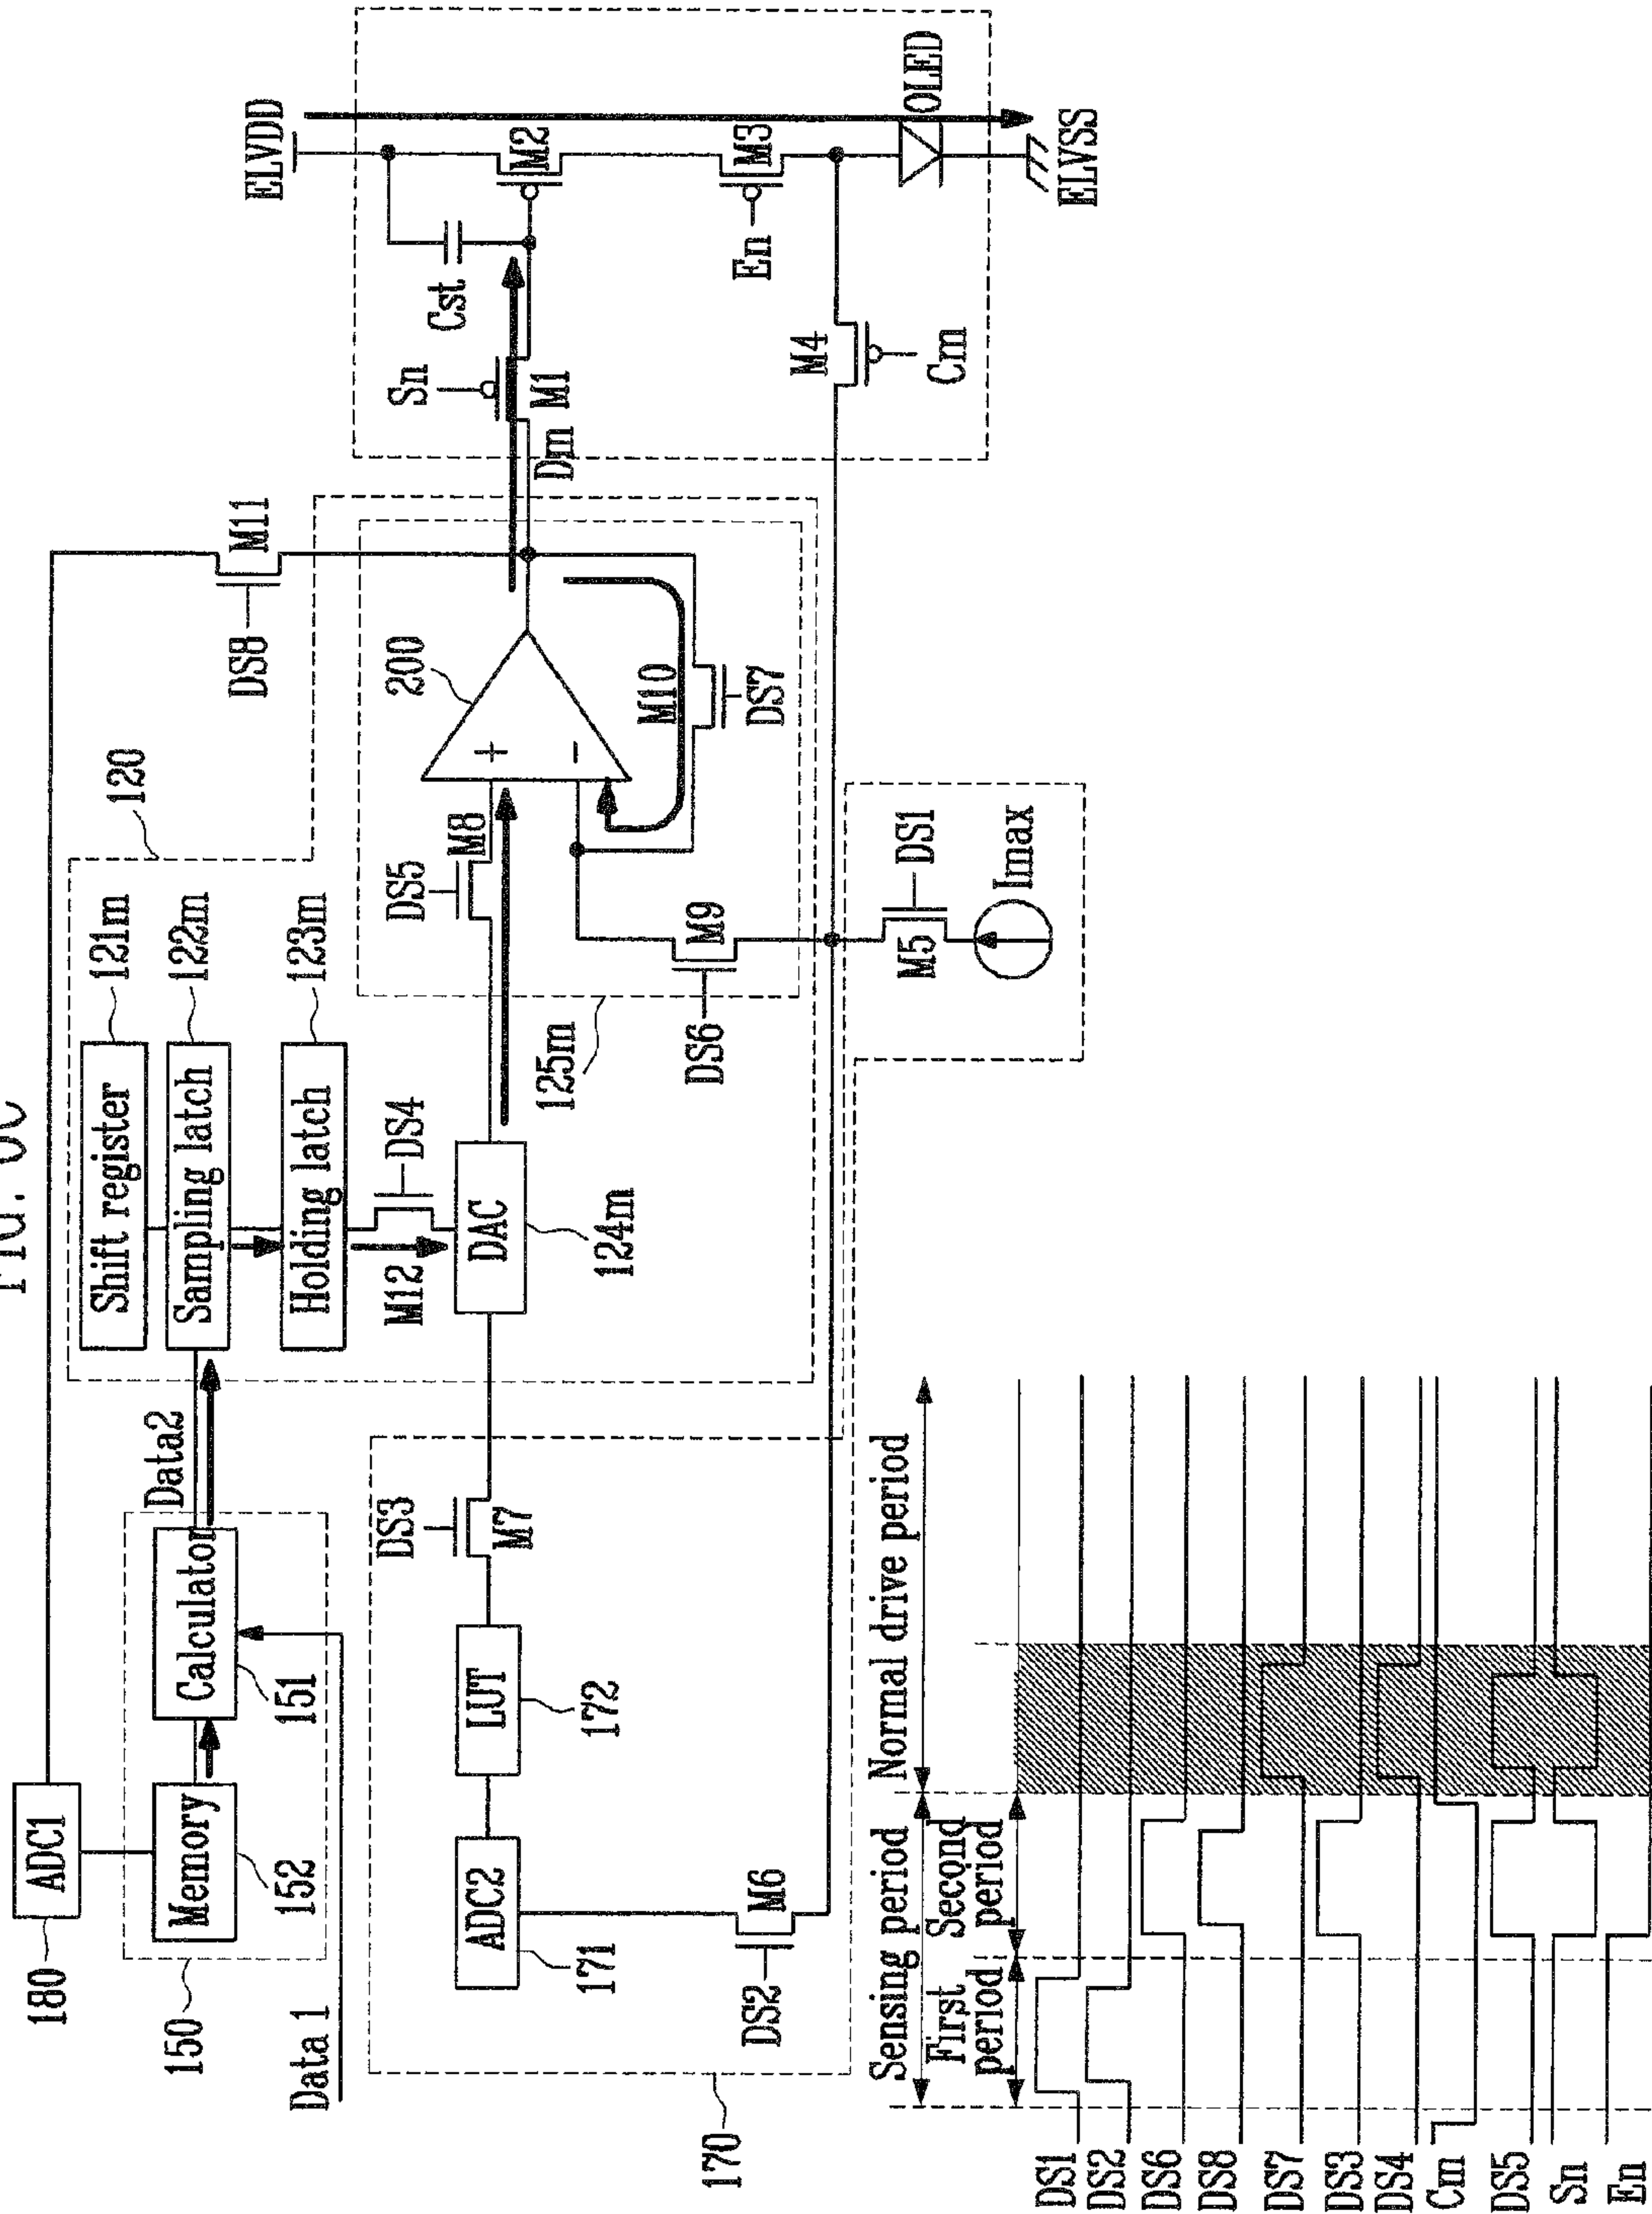 180
ADC1
150
Memory
152
Calculator
151
Data 1
Data2
120
Shift register
121m
Sampling latch
122m
Holding latch
123m
M12
DS4
DAC
124m
DS8
M11
170
ADC2
171
LUT
172
DS3
M7
DS2
M6
125m
DS5
M8
200
+
−
M10
DS7
DS6
M9
M5
DS1
Imax
Dm
Sn
M1
Cst
ELVDD
M2
En
M3
M4
Cm
OLED
ELVSS
Sensing period
Normal drive period
First
period
Second
period
DS1
DS2
DS6
DS8
DS7
DS3
DS4
Cm
DS5
Sn
En